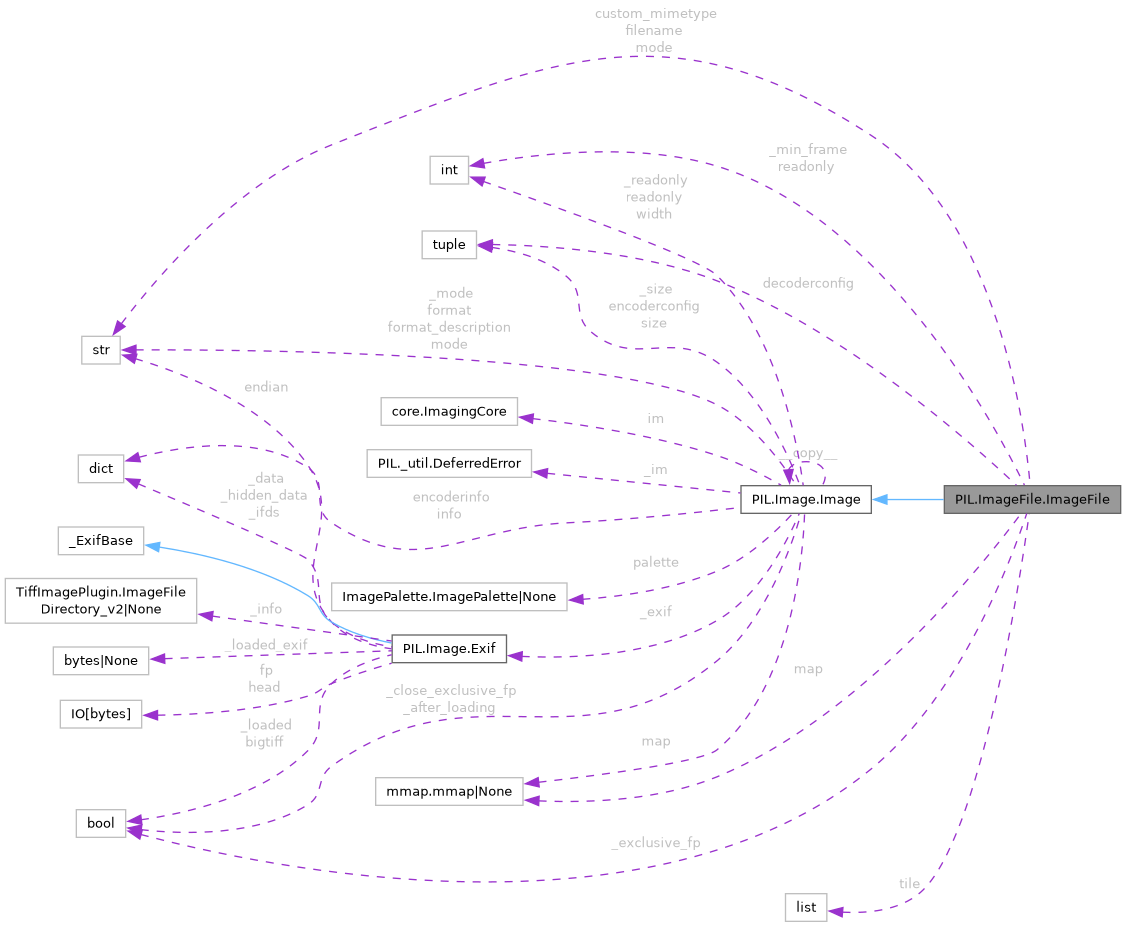 custom_mimetype
filename
mode
_min_frame
readonly
int
_readonly
readonly
width
tuple
decoderconfig
_size
encoderconfig
size
_mode
format
format_description
mode
str
endian
core.ImagingCore
im
__copy__
dict
PIL._util.DeferredError
_im
_data
_hidden_data
_ifds
encoderinfo
info
PIL.Image.Image
PIL.ImageFile.ImageFile
_ExifBase
palette
TiffImagePlugin.ImageFile
Directory_v2|None
ImagePalette.ImagePalette|None
_info
_exif
_loaded_exif
PIL.Image.Exif
bytes|None
fp
head
map
_close_exclusive_fp
_after_loading
IO[bytes]
_loaded
bigtiff
map
mmap.mmap|None
bool
_exclusive_fp
tile
list